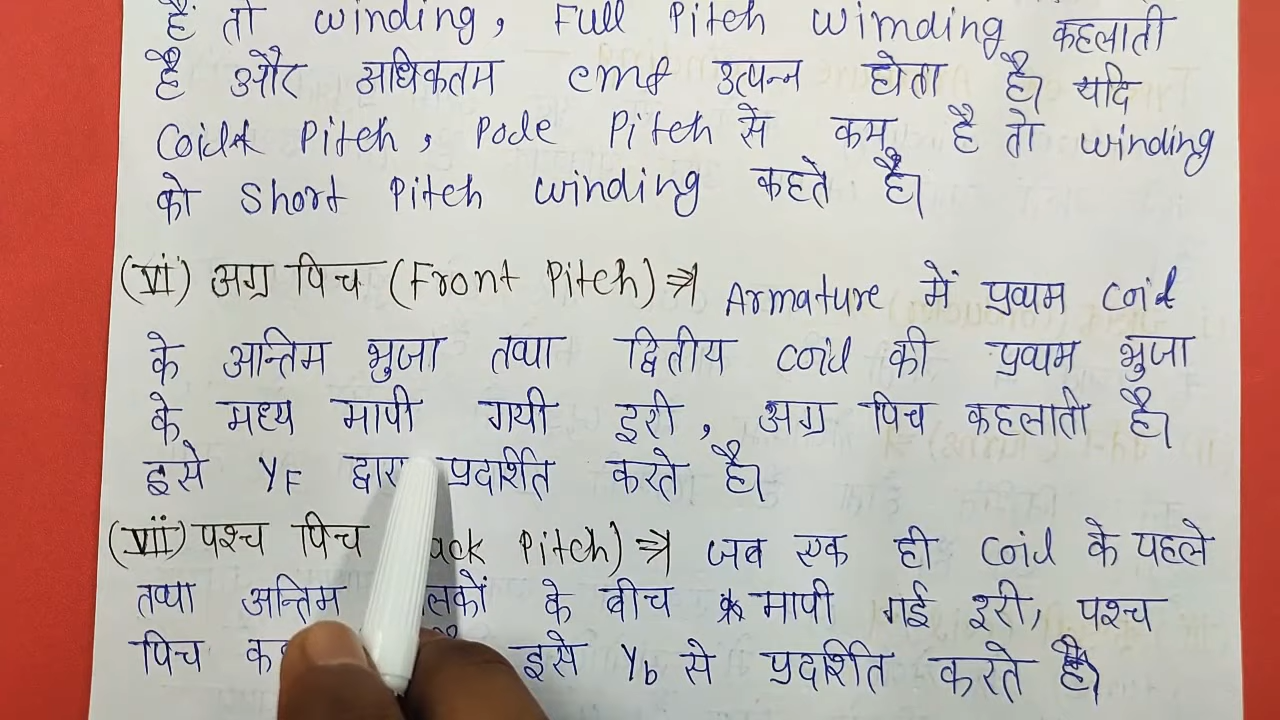 हैं तो winding, Full Pitch winding कहलाती
है और अधिकतम emf उत्पन्न होता है। यदि
Coil Pitch, Pole Pitch से कम है तो winding
को Short Pitch winding कहते है।
(vi) अग्र पिच (Front Pitch) ⇒ Armature में प्रथम coil
के अन्तिम भुजा तथा द्वितीय coil की प्रथम भुजा
के मध्य मापी गयी दूरी, अग्र पिच कहलाती है।
इसे YF द्वारा प्रदर्शित करते है।
(vii) पश्च पिच ack Pitch) ⇒ जब एक ही Coil के पहले
तथा अन्तिम लकों के बीच मापी गई दूरी, पश्च
पिच क इसे Yb से प्रदर्शित करते है।